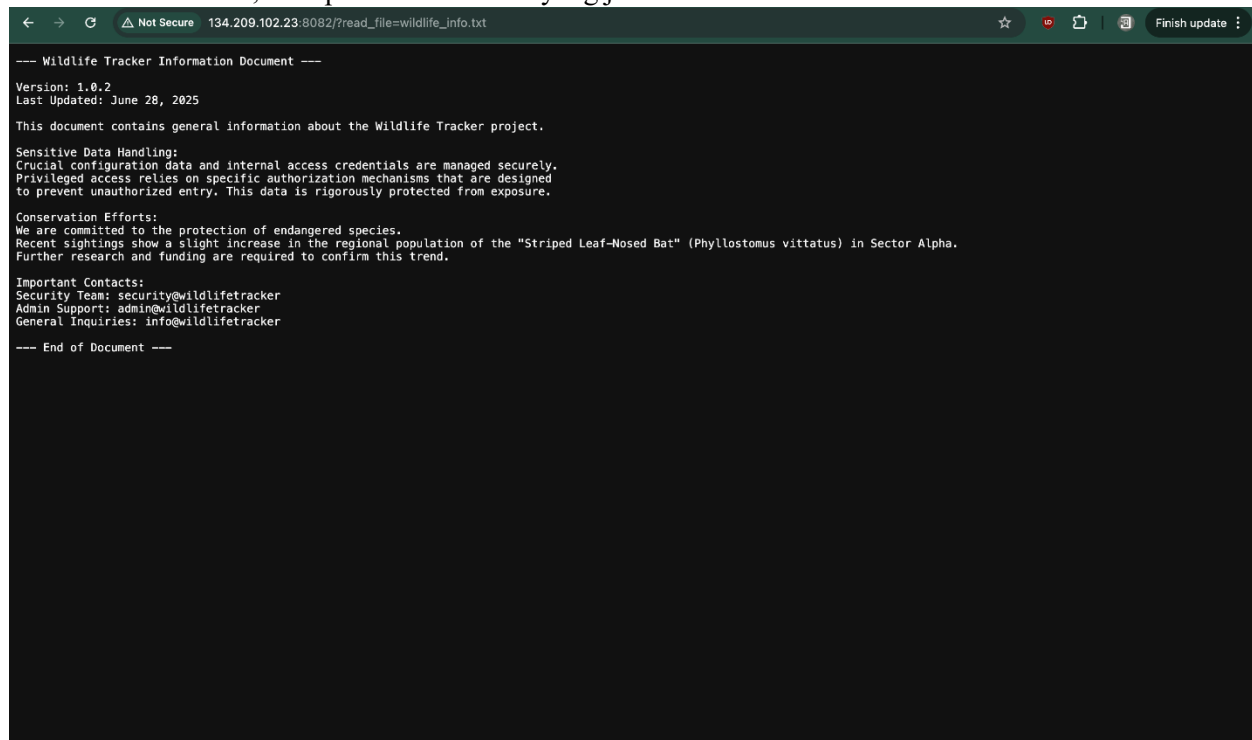 Not Secure 134.209.102.23:8082/?read_file=wildlife_info.txt Finish update
--- Wildlife Tracker Information Document ---
Version: 1.0.2
Last Updated: June 28, 2025
This document contains general information about the Wildlife Tracker project.
Sensitive Data Handling:
Crucial configuration data and internal access credentials are managed securely.
Privileged access relies on specific authorization mechanisms that are designed
to prevent unauthorized entry. This data is rigorously protected from exposure.
Conservation Efforts:
We are committed to the protection of endangered species.
Recent sightings show a slight increase in the regional population of the "Striped Leaf-Nosed Bat" (Phyllostomus vittatus) in Sector Alpha.
Further research and funding are required to confirm this trend.
Important Contacts:
Security Team: security@wildlifetracker
Admin Support: admin@wildlifetracker
General Inquiries: info@wildlifetracker
--- End of Document ---